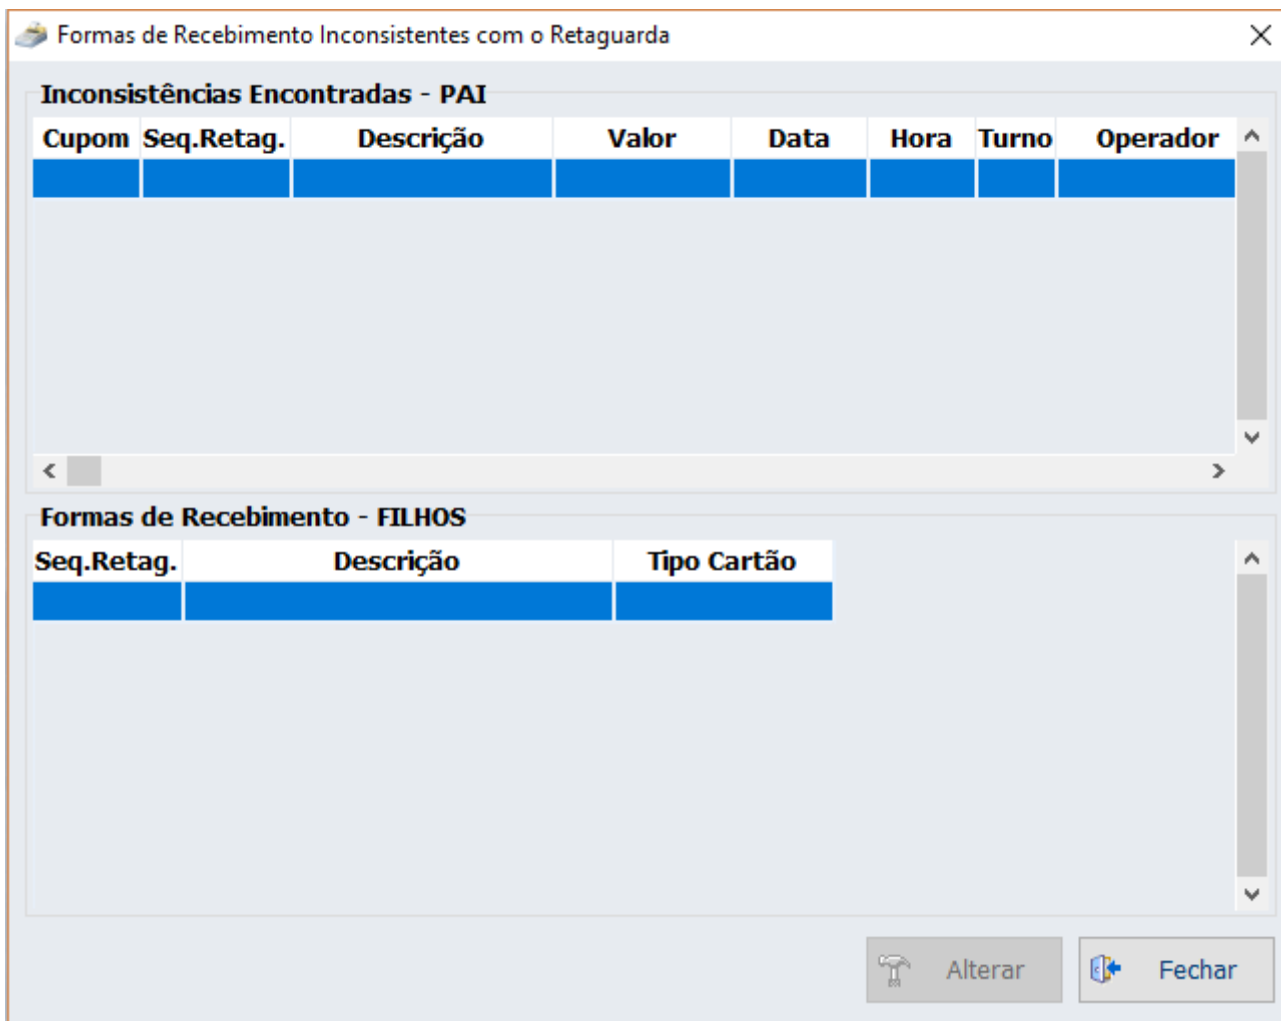 Formas de Recebimento Inconsistentes com o Retaguarda
Inconsistências Encontradas - PAI
Cupom Seq.Retag. Descrição Valor Data Hora Turno Operador
Formas de Recebimento - FILHOS
Seq.Retag. Descrição Tipo Cartão
Alterar Fechar